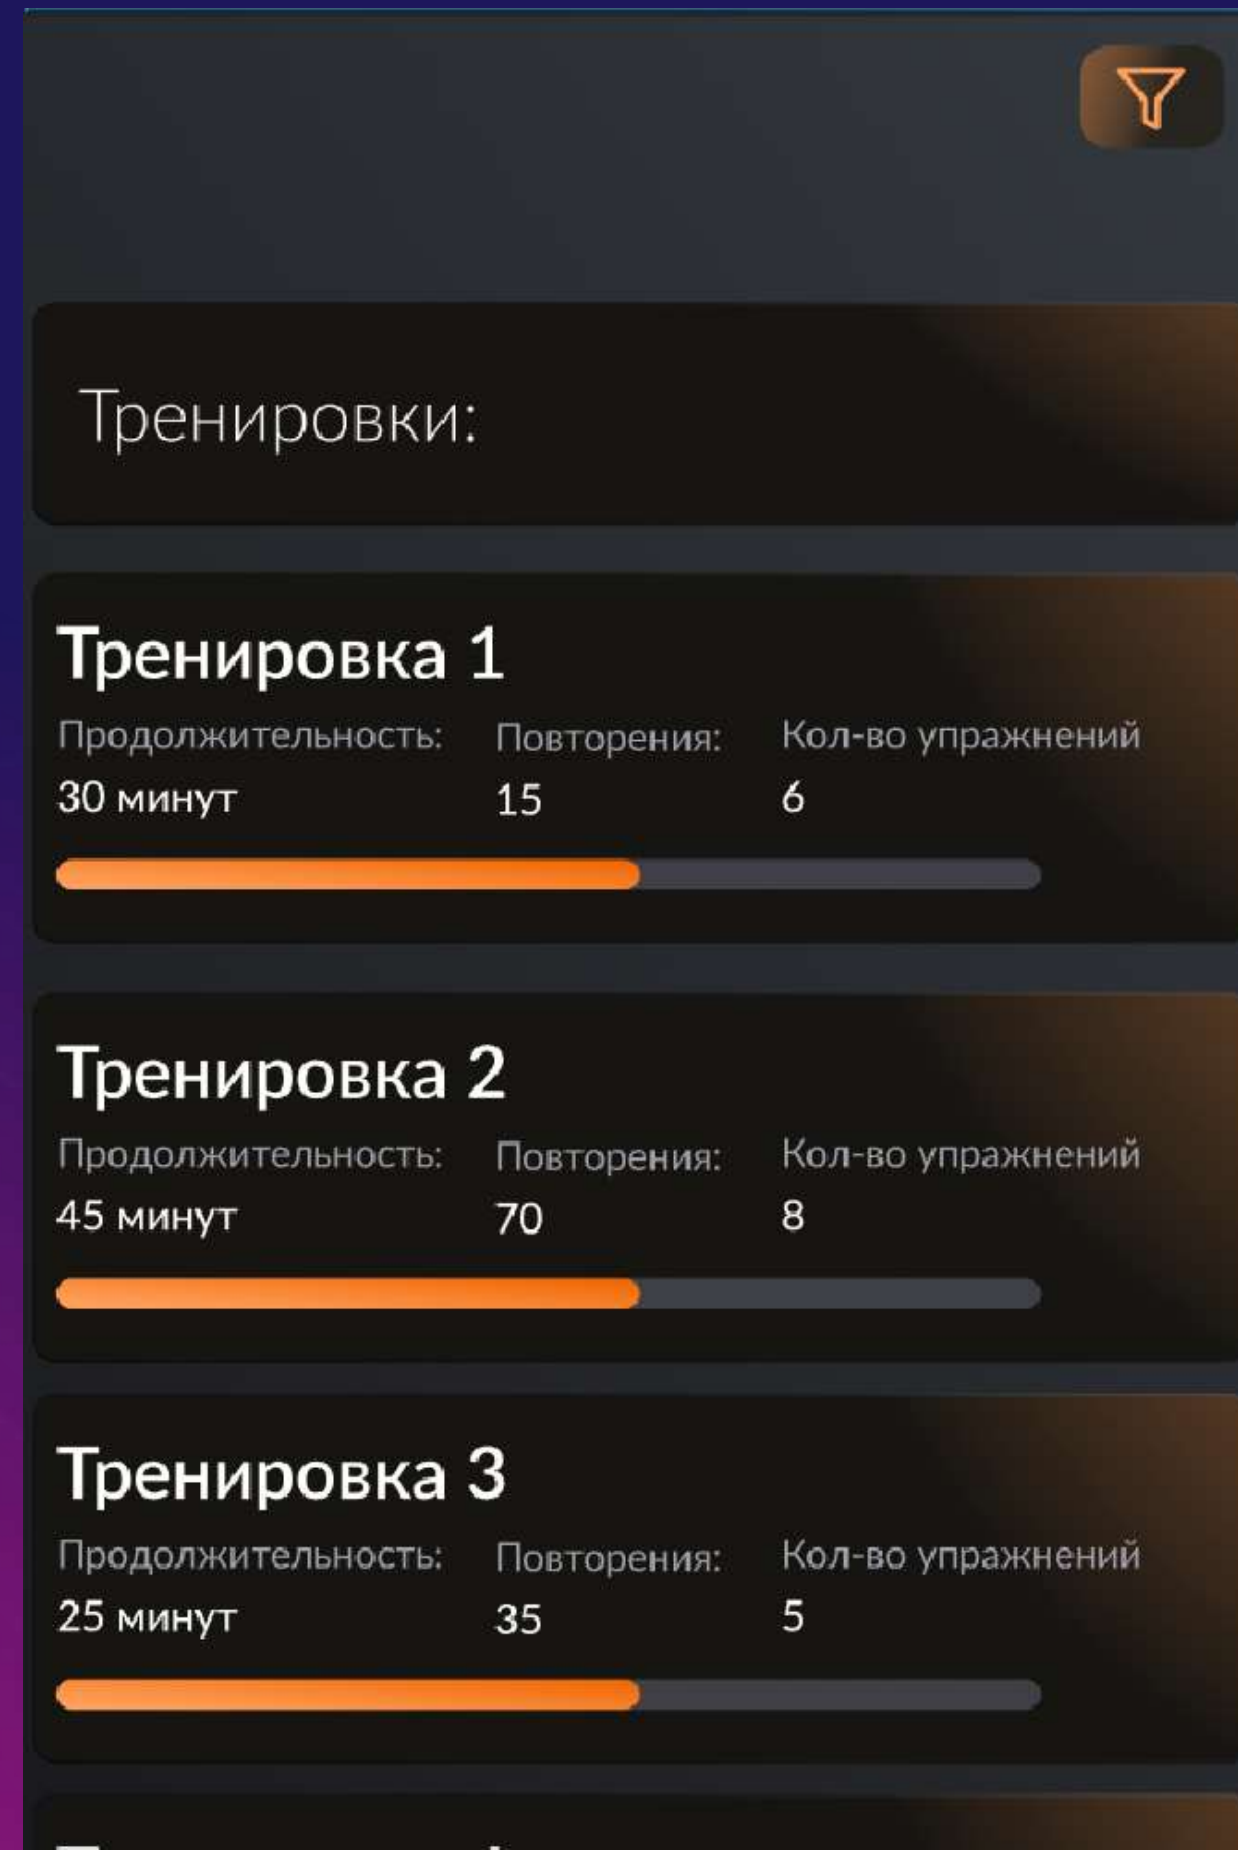 Тренировки:
Тренировка 1
Продолжительность: Повторения: Кол-во упражнений
30 минут 15 6
Тренировка 2
Продолжительность: Повторения: Кол-во упражнений
45 минут 70 8
Тренировка 3
Продолжительность: Повторения: Кол-во упражнений
25 минут 35 5